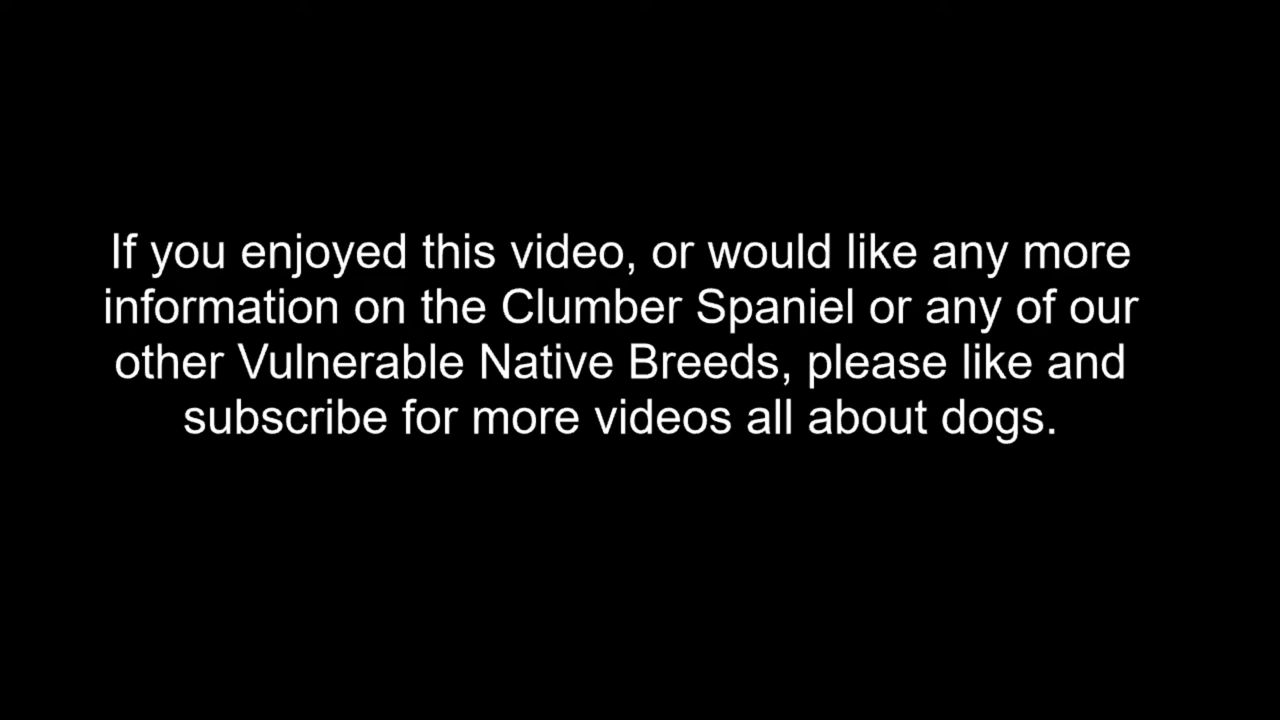 If you enjoyed this video, or would like any more
information on the Clumber Spaniel or any of our
other Vulnerable Native Breeds, please like and
subscribe for more videos all about dogs.